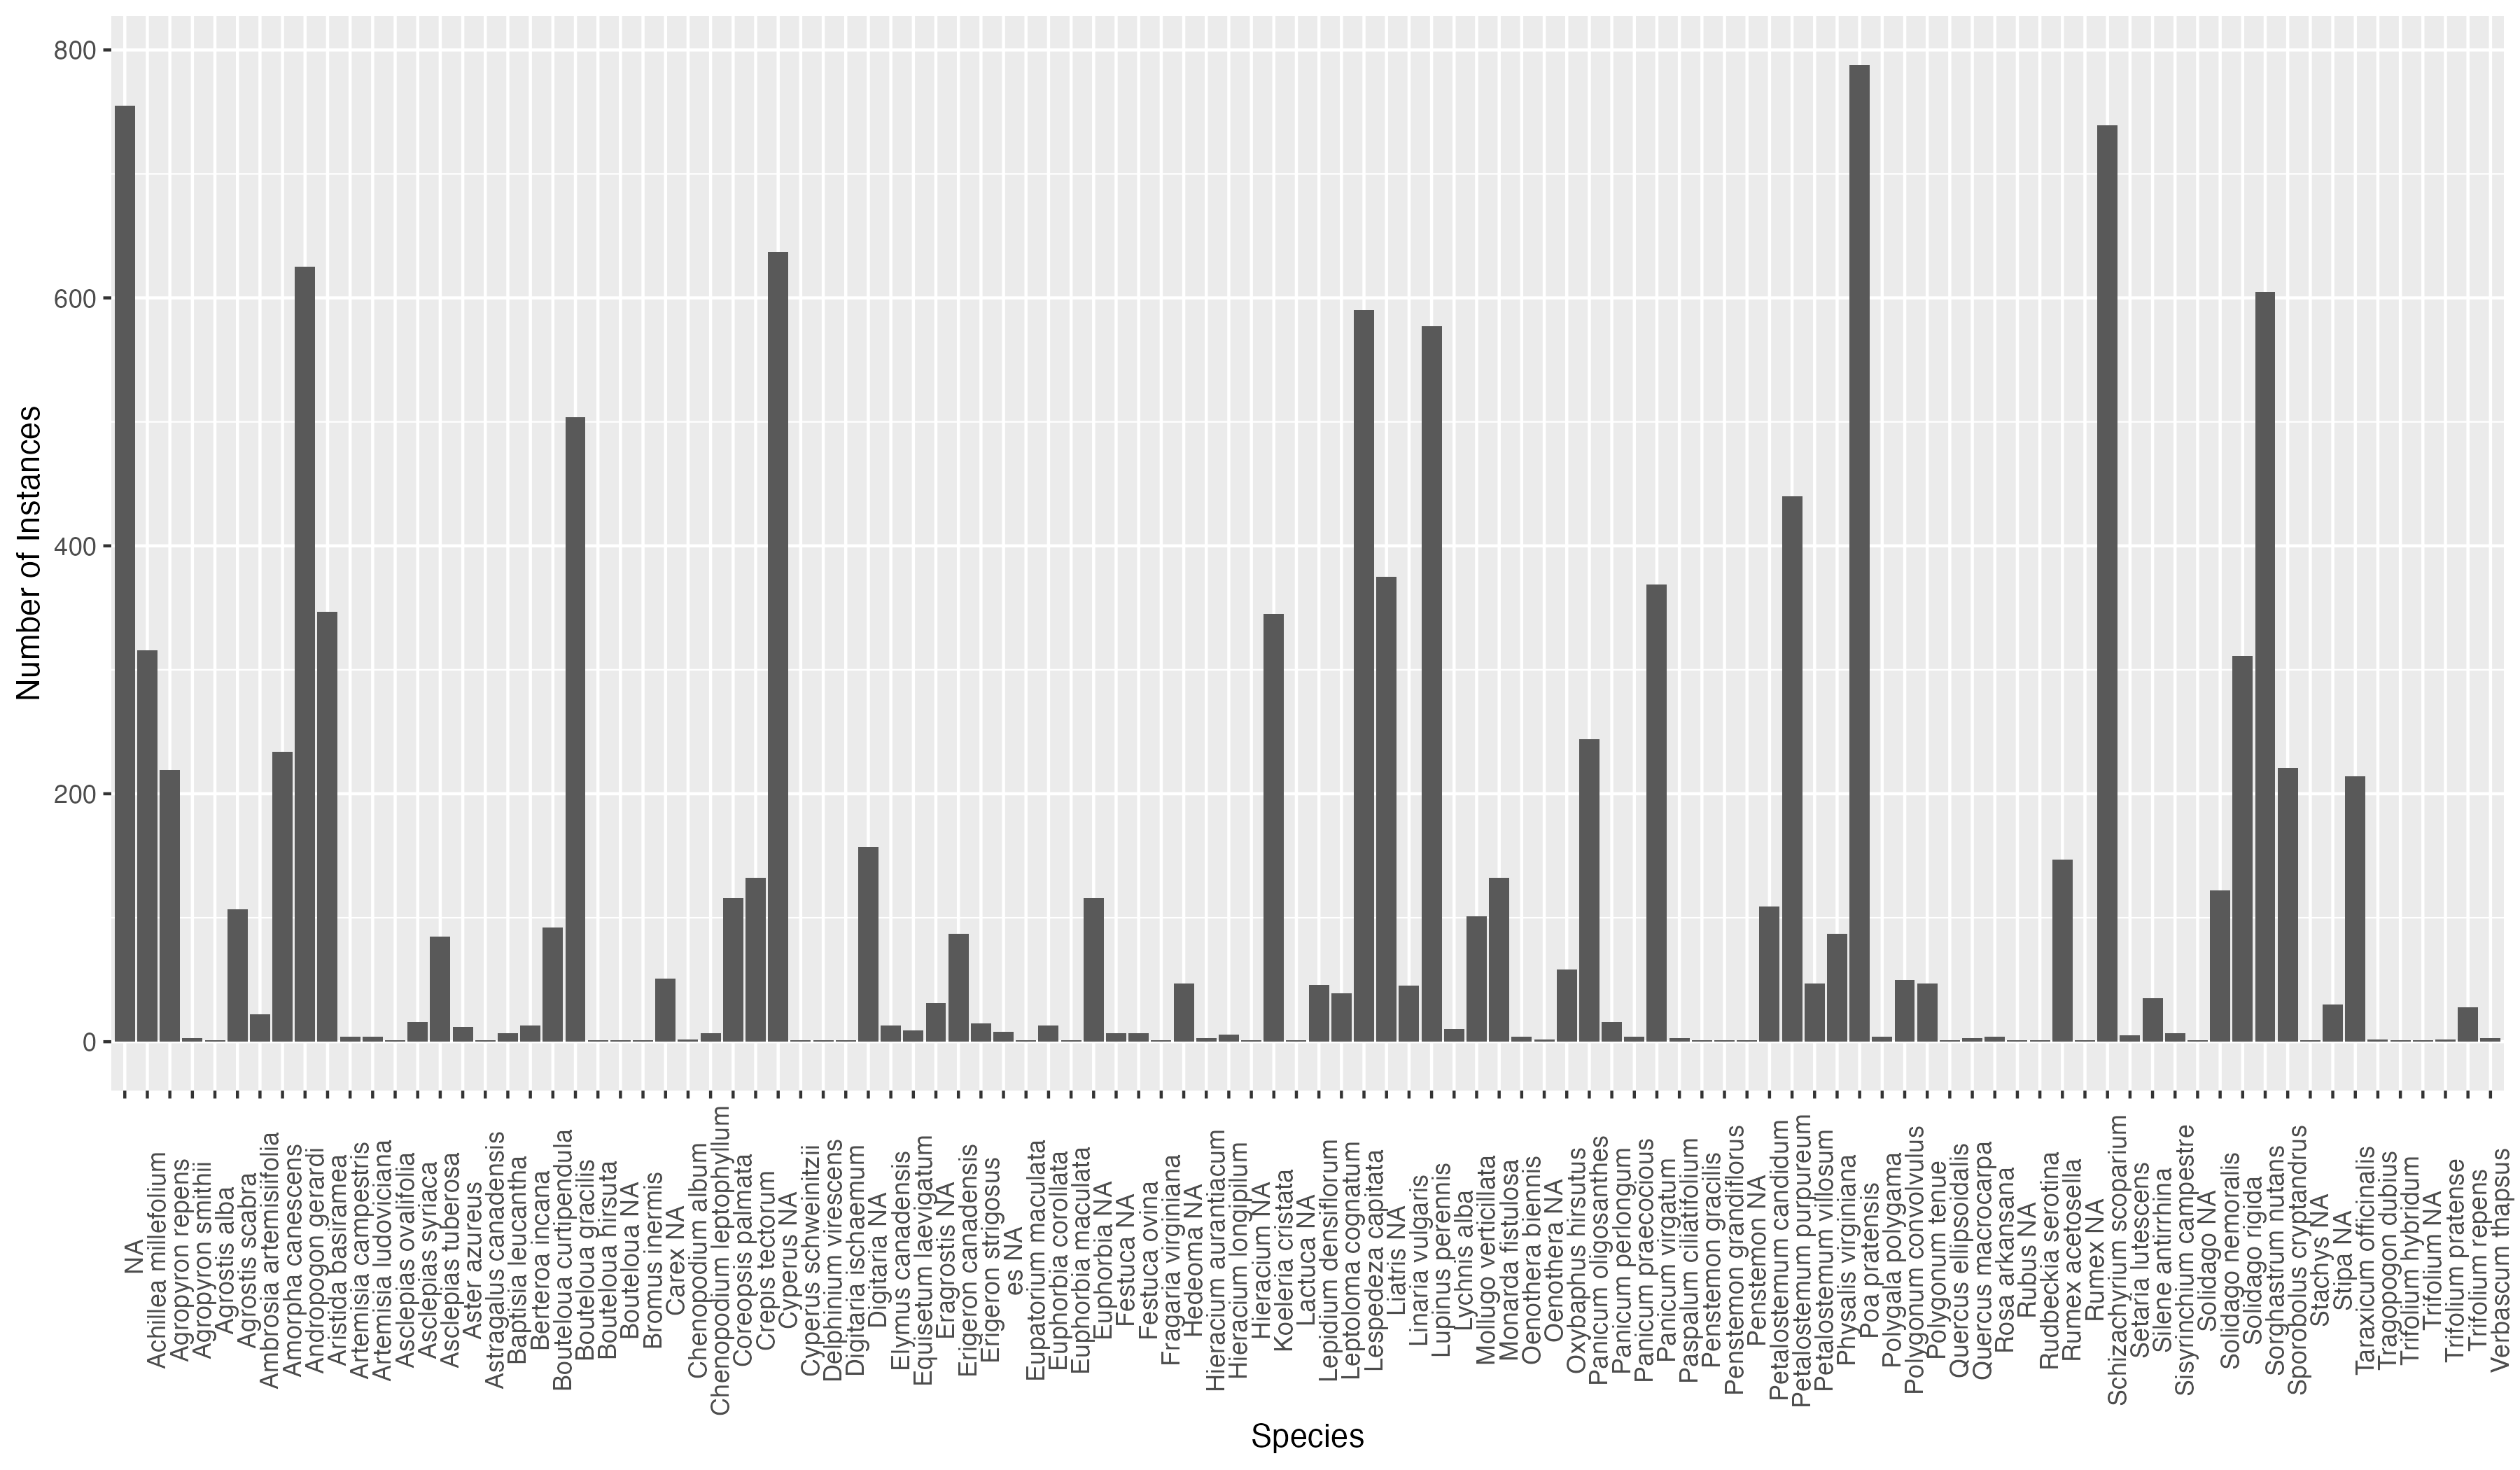 800
600
400
200
0
Number of Instances
NA
Achillea millefolium
Agropyron repens
Agropyron smithii
Agrostis alba
Agrostis scabra
Ambrosia artemisiifolia
Amorpha canescens
Andropogon gerardi
Aristida basiramea
Artemisia campestris
Artemisia ludoviciana
Asclepias ovalifolia
Asclepias syriaca
Asclepias tuberosa
Aster azureus
Astragalus canadensis
Baptisia leucantha
Berteroa incana
Bouteloua curtipendula
Bouteloua gracilis
Bouteloua hirsuta
Bouteloua NA
Bromus inermis
Carex NA
Chenopodium album
Chenopodium leptophyllum
Coreopsis palmata
Crepis tectorum
Cyperus NA
Cyperus schweinitzii
Delphinium virescens
Digitaria ischaemum
Digitaria NA
Elymus canadensis
Equisetum laevigatum
Eragrostis NA
Erigeron canadensis
Erigeron strigosus
es NA
Eupatorium maculata
Euphorbia corollata
Euphorbia maculata
Euphorbia NA
Festuca NA
Festuca ovina
Fragaria virginiana
Hedeoma NA
Hieracium aurantiacum
Hieracium longipilum
Hieracium NA
Koeleria cristata
Lactuca NA
Lepidium densiflorum
Leptoloma cognatum
Lespedeza capitata
Liatris NA
Linaria vulgaris
Lupinus perennis
Lychnis alba
Mollugo verticillata
Monarda fistulosa
Oenothera biennis
Oenothera NA
Oxybaphus hirsutus
Panicum oligosanthes
Panicum perlongum
Panicum praecocious
Panicum virgatum
Paspalum ciliatifolium
Penstemon gracilis
Penstemon grandiflorus
Penstemon NA
Petalostemum candidum
Petalostemum purpureum
Petalostemum villosum
Physalis virginiana
Poa pratensis
Polygala polygama
Polygonum convolvulus
Polygonum tenue
Quercus ellipsoidalis
Quercus macrocarpa
Rosa arkansana
Rubus NA
Rudbeckia serotina
Rumex acetosella
Rumex NA
Schizachyrium scoparium
Setaria lutescens
Silene antirrhina
Sisyrinchium campestre
Solidago NA
Solidago nemoralis
Solidago rigida
Sorghastrum nutans
Sporobolus cryptandrus
Stachys NA
Stipa NA
Taraxicum officinalis
Tragopogon dubius
Trifolium hybridum
Trifolium NA
Trifolium pratense
Trifolium repens
Verbascum thapsus
Species